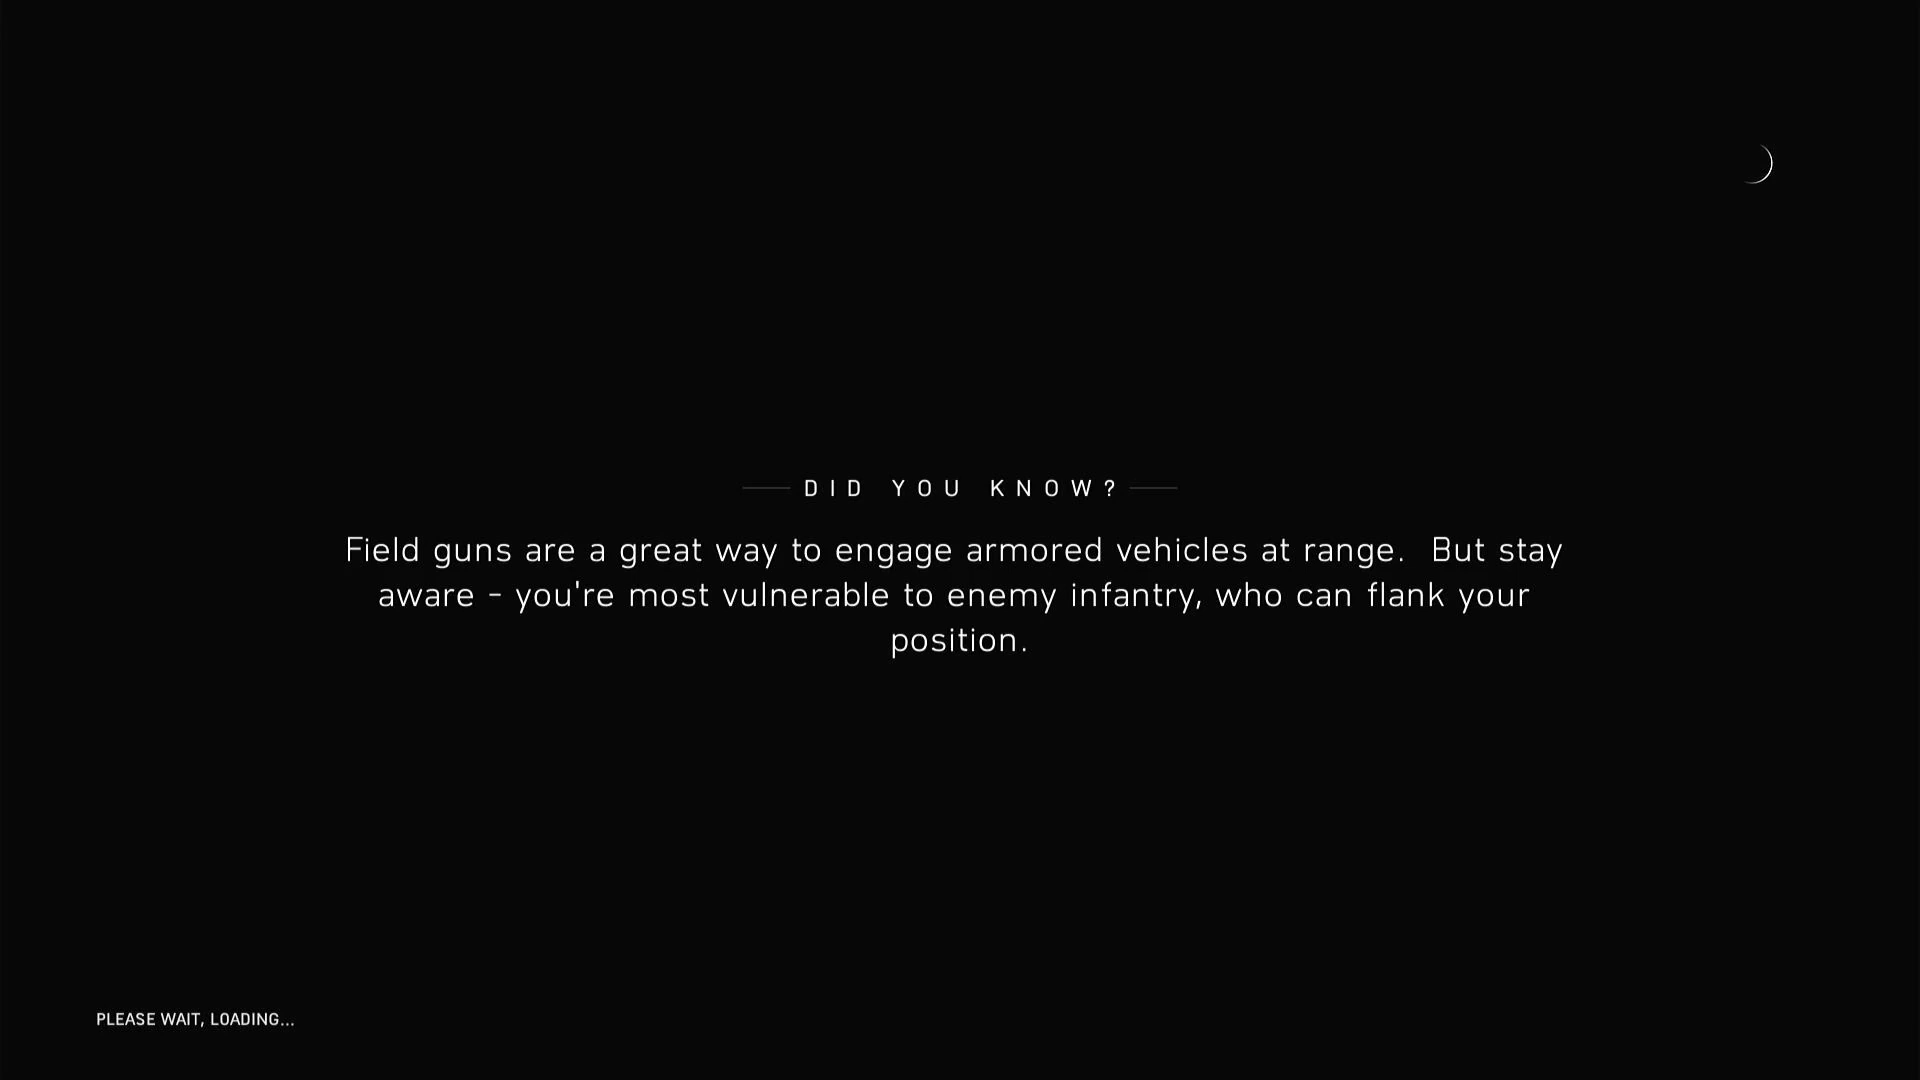 DID YOU KNOW?
Field guns are a great way to engage armored vehicles at range.  But stay
aware - you're most vulnerable to enemy infantry, who can flank your
position.
PLEASE WAIT, LOADING...